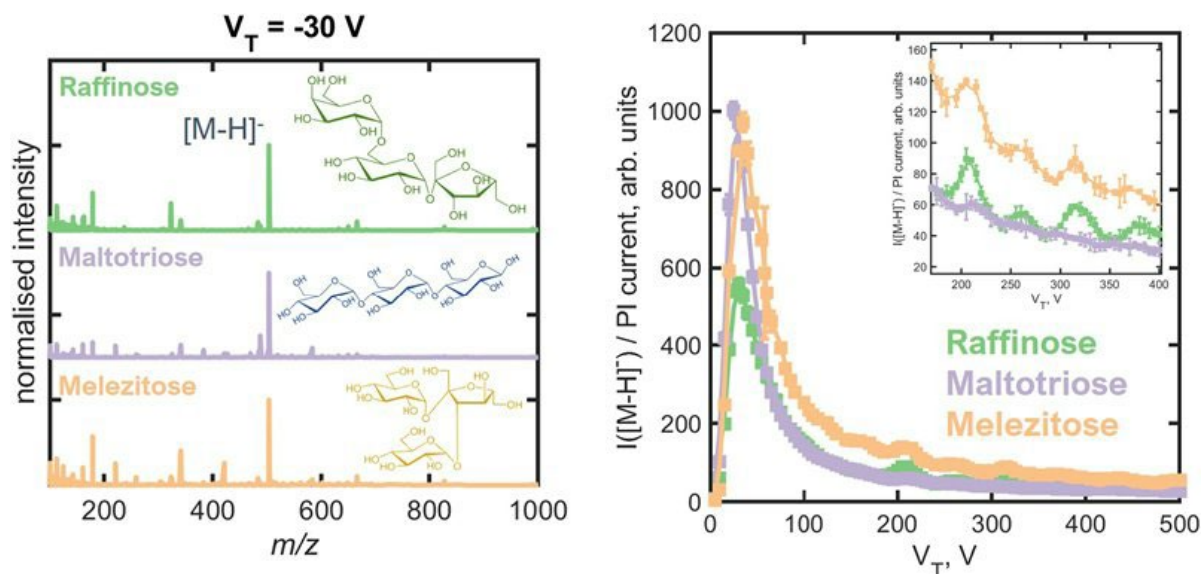 V_T = -30 V
Raffinose
[M-H]⁻
Maltotriose
Melezitose
normalised intensity
200 400 600 800 1000
m/z
I([M-H]⁻) / PI current, arb. units
1200
1000
800
600
400
200
0
0 100 200 300 400 500
V_T, V
Raffinose
Maltotriose
Melezitose
I([M-H]⁻) / PI current, arb. units
160
140
120
100
80
60
40
20
200 250 300 350 400
V_T, V